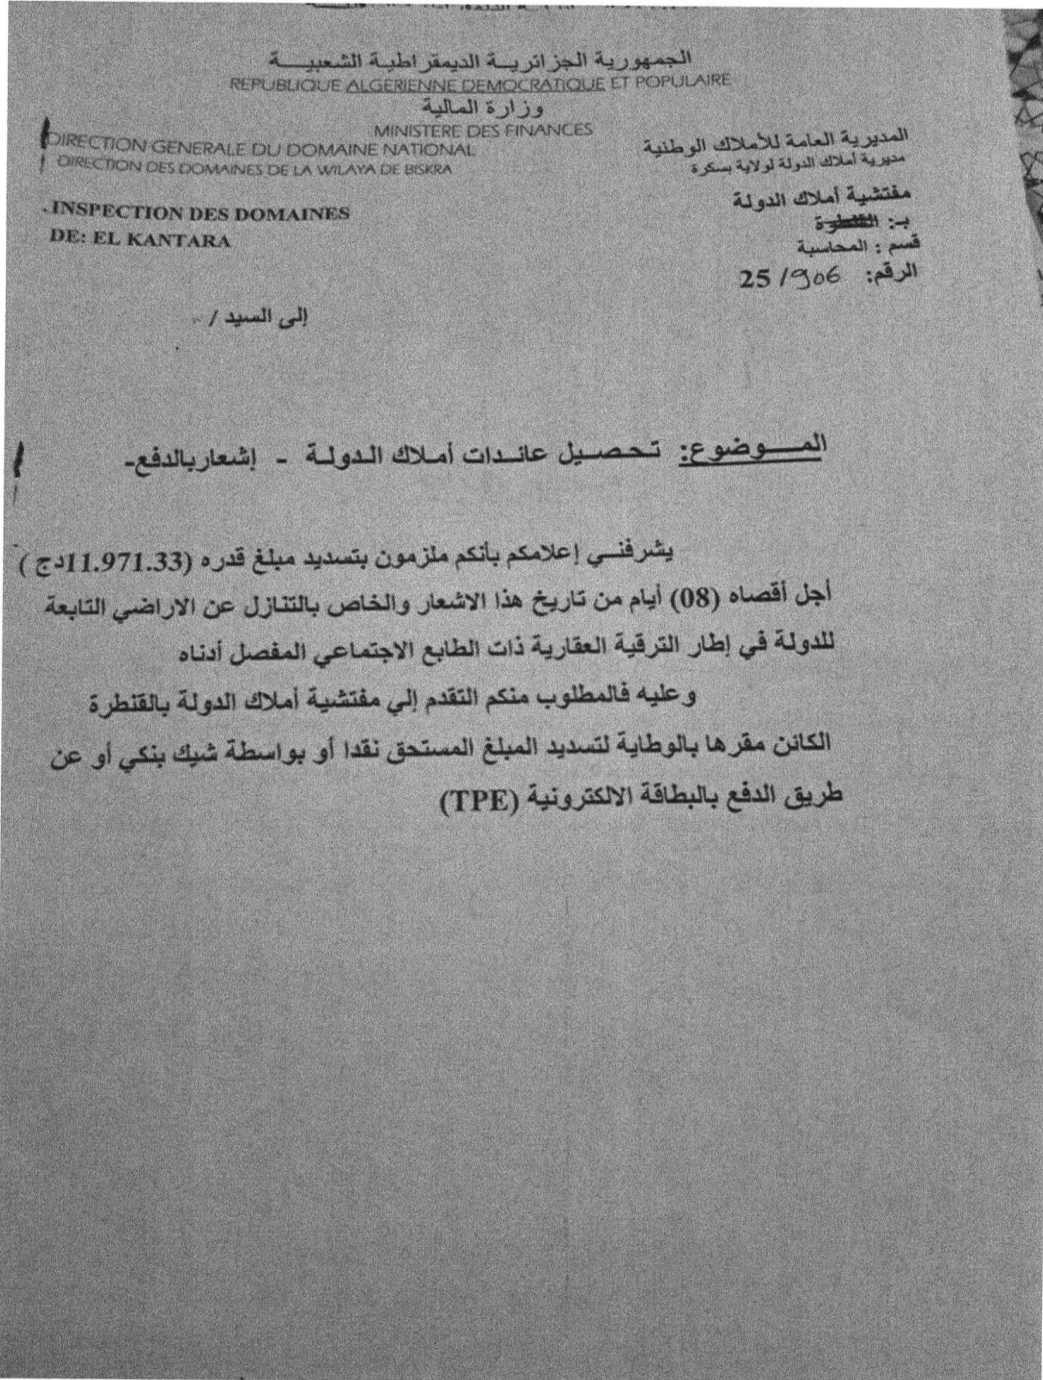 الجمهورية الجزائرية الديمقراطية الشعبية
REPUBLIQUE ALGERIENNE DEMOCRATIQUE ET POPULAIRE
وزارة المالية
MINISTERE DES FINANCES
المديرية العامة للأملاك الوطنية
DIRECTION GENERALE DU DOMAINE NATIONAL
مديرية أملاك الدولة لولاية بسكرة
DIRECTION DES DOMAINES DE LA WILAYA DE BISKRA
مفتشية أملاك الدولة
INSPECTION DES DOMAINES
بـ: القنطرة
DE: EL KANTARA
قسم : المحاسبة
الرقم: 906/ 25
إلى السيد /
الموضوع: تحصيل عائدات أملاك الدولة - إشعاربالدفع-
يشرفني إعلامكم بأنكم ملزمون بتسديد مبلغ قدره (11.971.33دج )
أجل أقصاه (08) أيام من تاريخ هذا الاشعار والخاص بالتنازل عن الاراضي التابعة
للدولة في إطار الترقية العقارية ذات الطابع الاجتماعي المفصل أدناه
وعليه فالمطلوب منكم التقدم إلي مفتشية أملاك الدولة بالقنطرة
الكائن مقرها بالوطاية لتسديد المبلغ المستحق نقدا أو بواسطة شيك بنكي أو عن
طريق الدفع بالبطاقة الالكترونية (TPE)